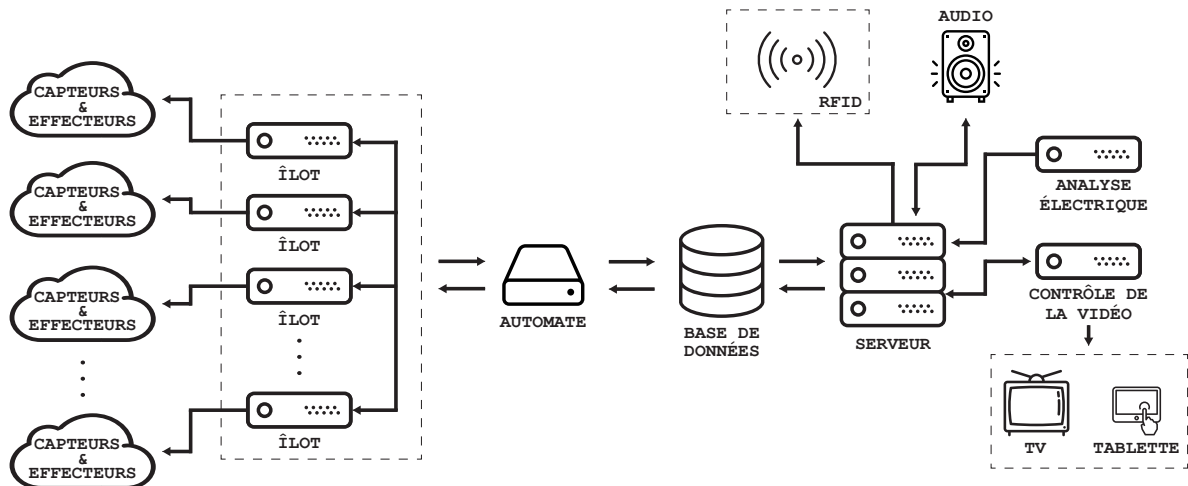 CAPTEURS
&
EFFECTEURS
CAPTEURS
&
EFFECTEURS
CAPTEURS
&
EFFECTEURS
CAPTEURS
&
EFFECTEURS
ÎLOT
ÎLOT
ÎLOT
ÎLOT
AUTOMATE
BASE DE
DONNÉES
SERVEUR
RFID
AUDIO
ANALYSE
ÉLECTRIQUE
CONTRÔLE DE
LA VIDÉO
TV
TABLETTE